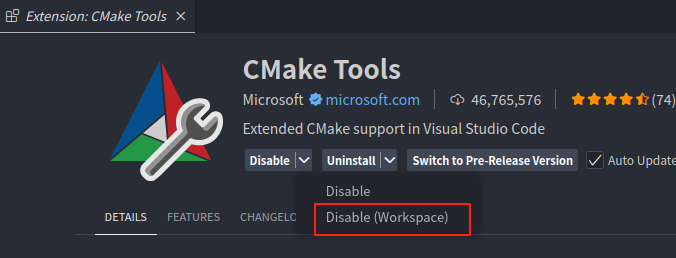 Extension: CMake Tools
CMake Tools
Microsoft microsoft.com 46,765,576 (74)
Extended CMake support in Visual Studio Code
Disable Uninstall Switch to Pre-Release Version Auto Update
Disable
DETAILS FEATURES CHANGELO
Disable (Workspace)